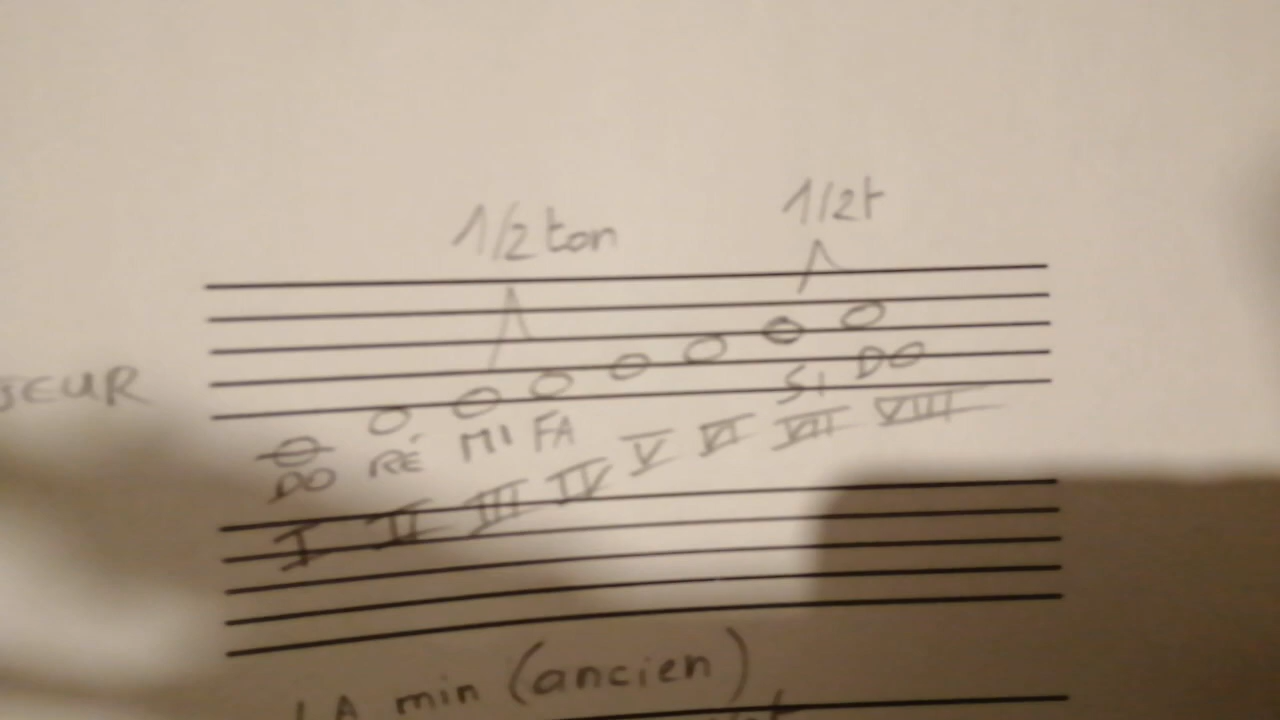 1/2 ton 1/2t
JEUR
DO RÉ MI FA SI DO
I II III IV V VI VII VIII
LA min (ancien)